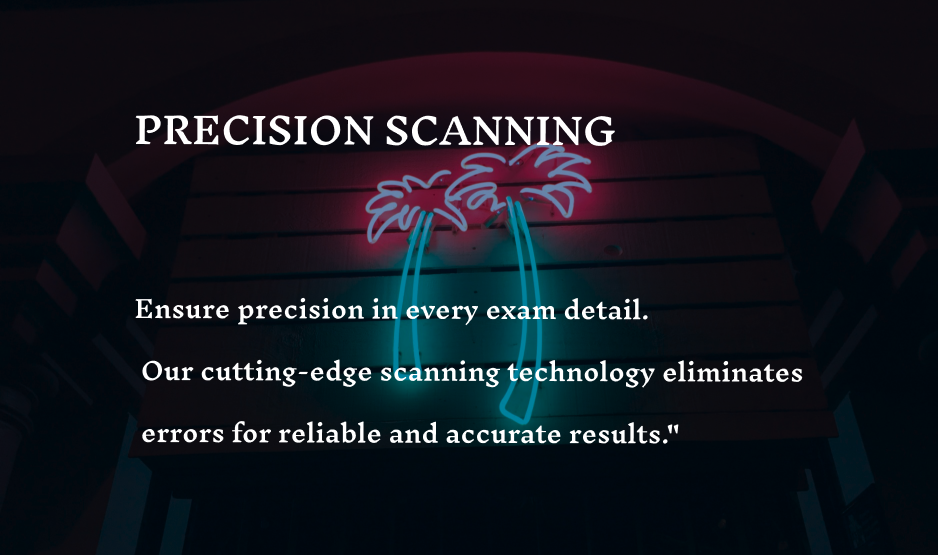 PRECISION SCANNING
Ensure precision in every exam detail.
Our cutting-edge scanning technology eliminates
errors for reliable and accurate results."